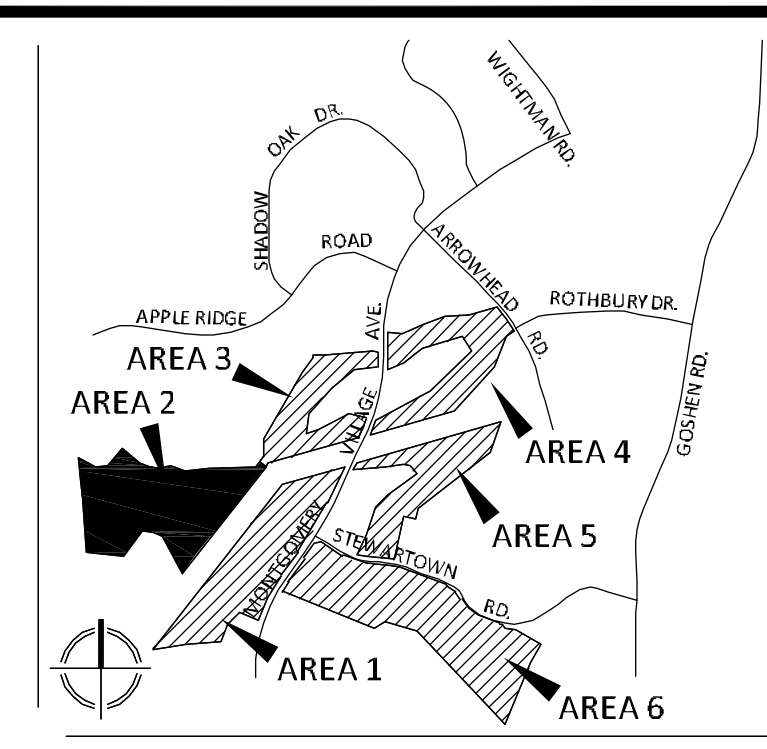 WIGHTMAN RD.
OAK DR.
SHADOW
ROAD
ARROWHEAD
RD.
ROTHBURY DR.
APPLE RIDGE
AVE.
AREA 3
AREA 2
GOSHEN RD.
VILLAGE
AREA 4
AREA 5
MONTGOMERY
STEWARTOWN
RD.
AREA 1
AREA 6